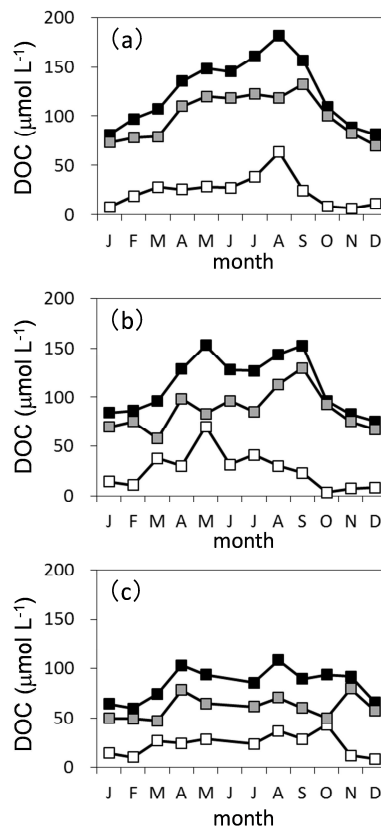 (a)
200
150
100
50
0
DOC (μmol L⁻¹)
J F M A M J J A S O N D
month
(b)
200
150
100
50
0
DOC (μmol L⁻¹)
J F M A M J J A S O N D
month
(c)
200
150
100
50
0
DOC (μmol L⁻¹)
J F M A M J J A S O N D
month